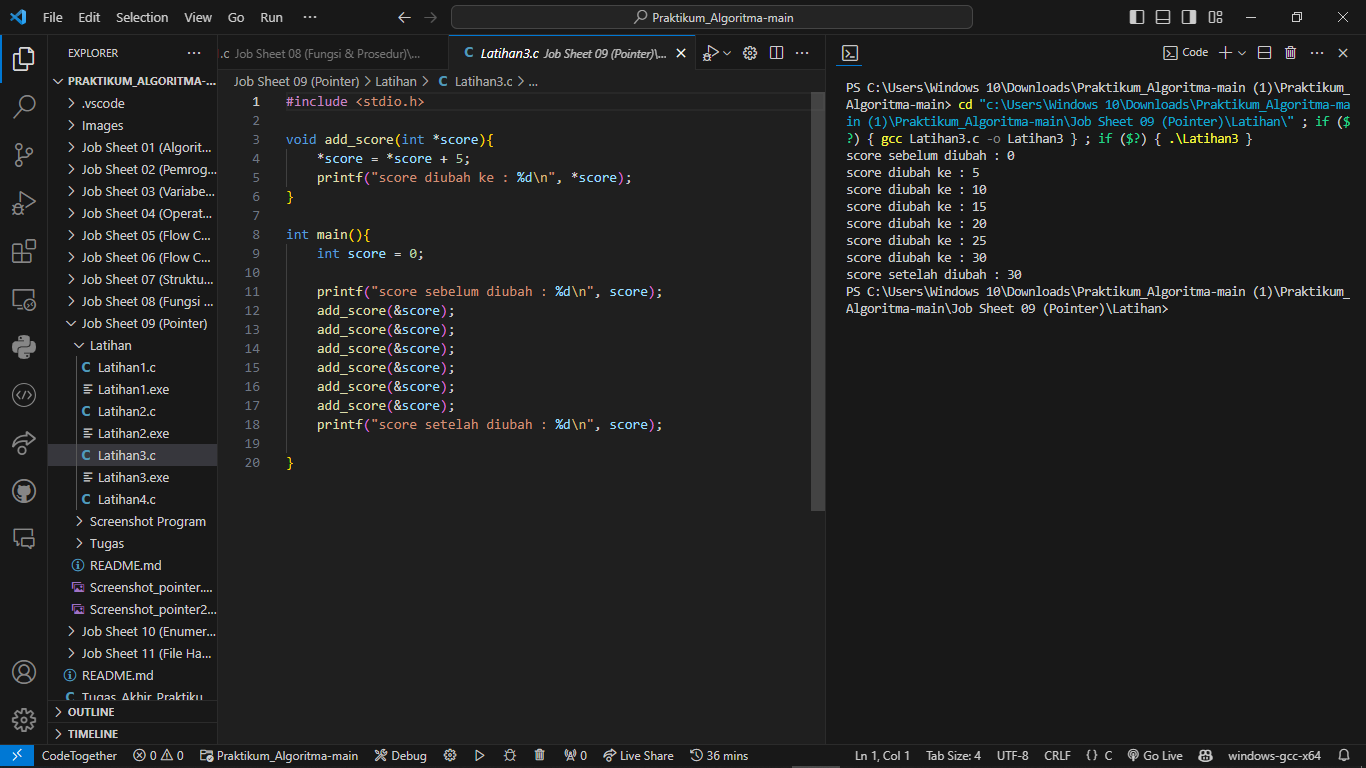 File Edit Selection View Go Run ··· Praktikum_Algoritma-main
EXPLORER ···
PRAKTIKUM_ALGORITMA-...
.vscode
Images
Job Sheet 01 (Algorit...
Job Sheet 02 (Pemrog...
Job Sheet 03 (Variabe...
Job Sheet 04 (Operat...
Job Sheet 05 (Flow C...
Job Sheet 06 (Flow C...
Job Sheet 07 (Struktu...
Job Sheet 08 (Fungsi ...
Job Sheet 09 (Pointer)
Latihan
C Latihan1.c
Latihan1.exe
C Latihan2.c
Latihan2.exe
C Latihan3.c
Latihan3.exe
C Latihan4.c
Screenshot Program
Tugas
README.md
Screenshot_pointer....
Screenshot_pointer2...
Job Sheet 10 (Enumer...
Job Sheet 11 (File Ha...
README.md
C Tugas_Akhir_Praktiku...
OUTLINE
TIMELINE
.c Job Sheet 08 (Fungsi & Prosedur)\... C Latihan3.c Job Sheet 09 (Pointer)\...
Job Sheet 09 (Pointer) > Latihan > C Latihan3.c > ...
1 #include <stdio.h>
2
3 void add_score(int *score){
4     *score = *score + 5;
5     printf("score diubah ke : %d\n", *score);
6 }
7
8 int main(){
9     int score = 0;
10
11     printf("score sebelum diubah : %d\n", score);
12     add_score(&score);
13     add_score(&score);
14     add_score(&score);
15     add_score(&score);
16     add_score(&score);
17     add_score(&score);
18     printf("score setelah diubah : %d\n", score);
19
20 }
Code
PS C:\Users\Windows 10\Downloads\Praktikum_Algoritma-main (1)\Praktikum_
Algoritma-main> cd "c:\Users\Windows 10\Downloads\Praktikum_Algoritma-ma
in (1)\Praktikum_Algoritma-main\Job Sheet 09 (Pointer)\Latihan\" ; if ($
?) { gcc Latihan3.c -o Latihan3 } ; if ($?) { .\Latihan3 }
score sebelum diubah : 0
score diubah ke : 5
score diubah ke : 10
score diubah ke : 15
score diubah ke : 20
score diubah ke : 25
score diubah ke : 30
score setelah diubah : 30
PS C:\Users\Windows 10\Downloads\Praktikum_Algoritma-main (1)\Praktikum_
Algoritma-main\Job Sheet 09 (Pointer)\Latihan>
CodeTogether 0 0 Praktikum_Algoritma-main Debug 0 Live Share 36 mins Ln 1, Col 1 Tab Size: 4 UTF-8 CRLF { } C Go Live windows-gcc-x64